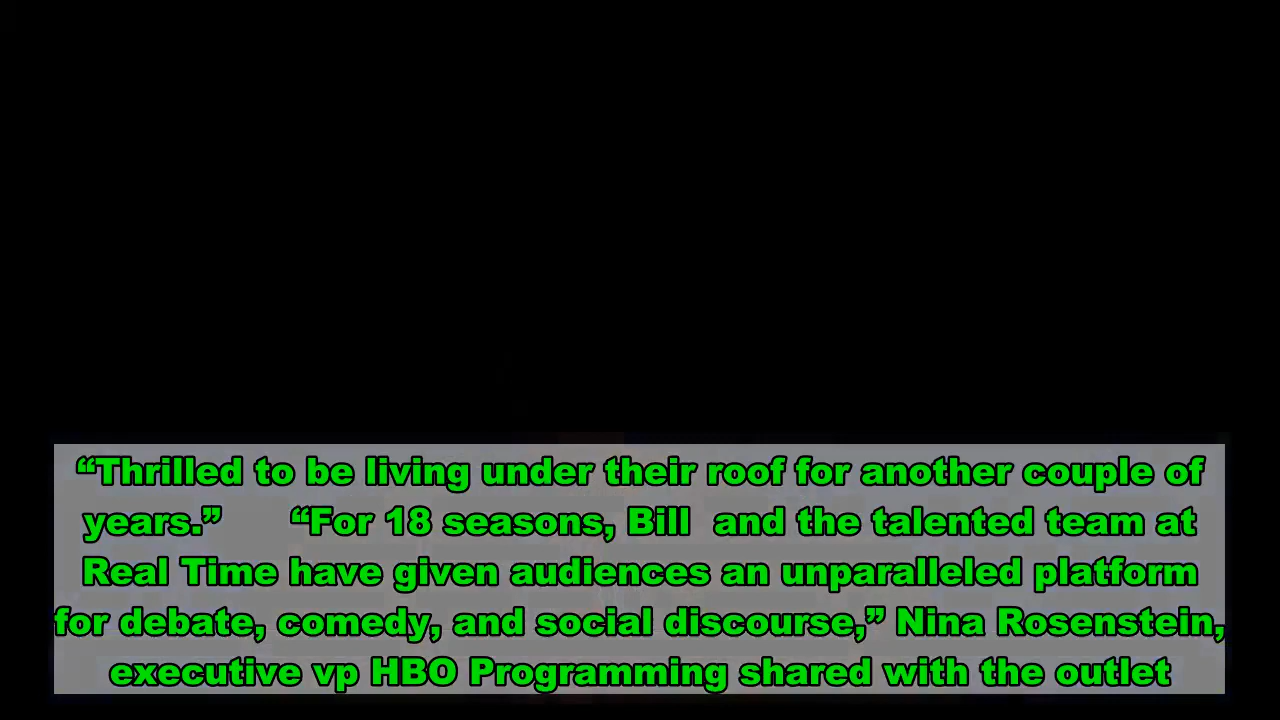 “Thrilled to be living under their roof for another couple of
years.” “For 18 seasons, Bill and the talented team at
Real Time have given audiences an unparalleled platform
for debate, comedy, and social discourse,” Nina Rosenstein,
executive vp HBO Programming shared with the outlet